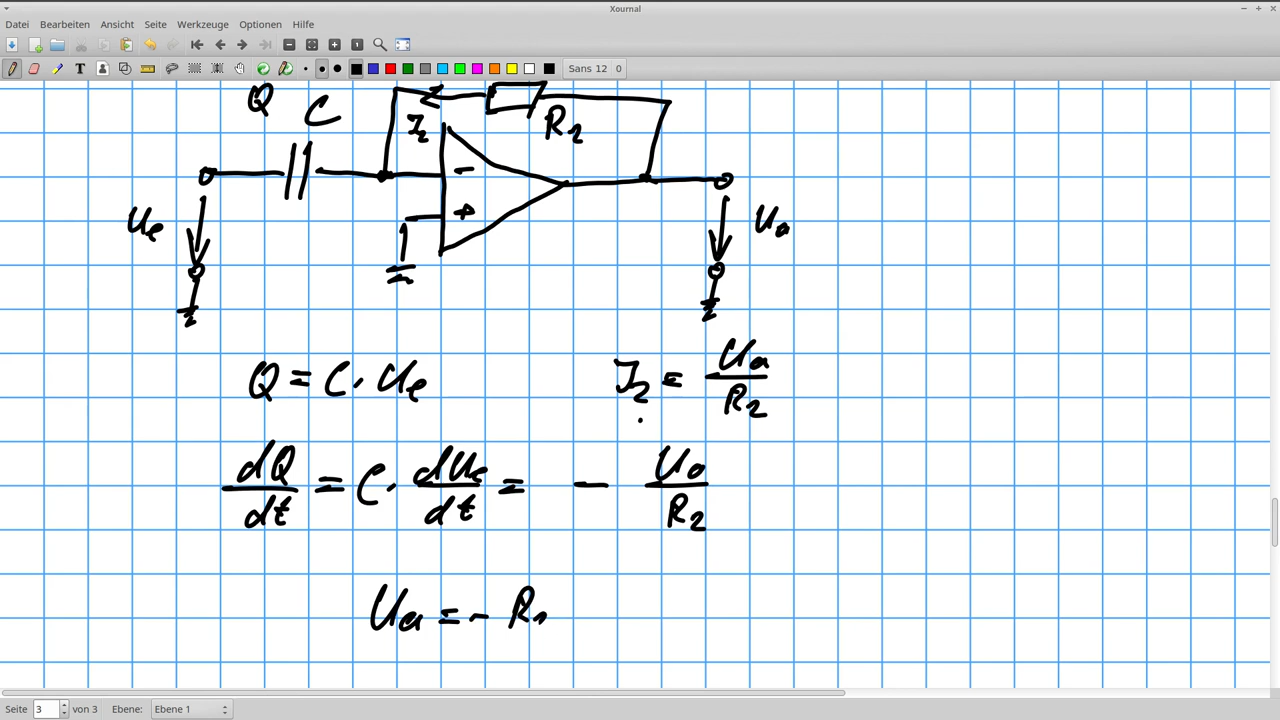 Xournal
Datei Bearbeiten Ansicht Seite Werkzeuge Optionen Hilfe
Sans 12 0
Q C
I2 R2
-
+
Ue Ua
Q = C · Ue I2 = Ua/R2
dQ/dt = C · dUe/dt = - Ua/R2
Ua = - R
Seite 3 von 3 Ebene: Ebene 1